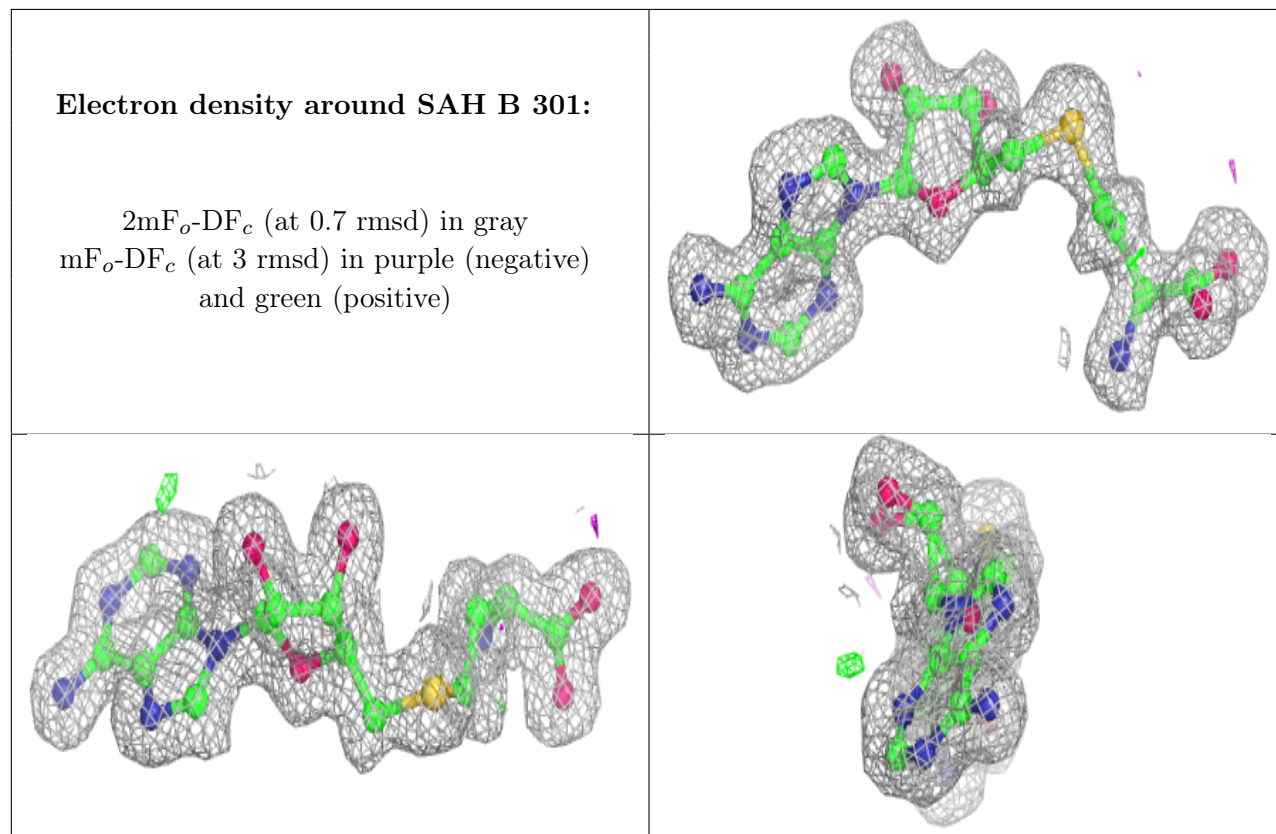 Electron density around SAH B 301:
2mFo-DFc (at 0.7 rmsd) in gray
mFo-DFc (at 3 rmsd) in purple (negative)
and green (positive)